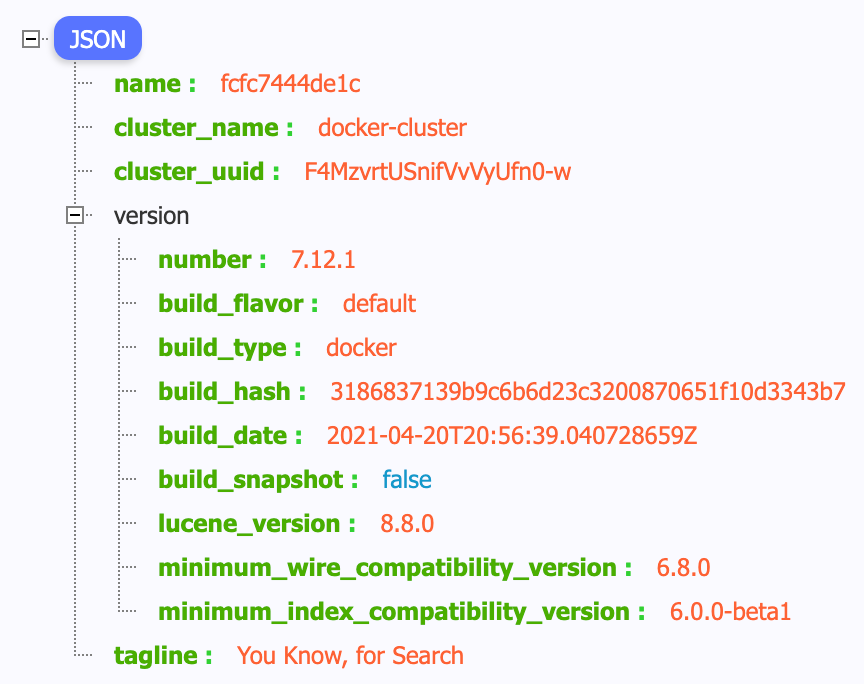 JSON
name : fcfc7444de1c
cluster_name : docker-cluster
cluster_uuid : F4MzvrtUSnifVvVyUfn0-w
version
number : 7.12.1
build_flavor : default
build_type : docker
build_hash : 3186837139b9c6b6d23c3200870651f10d3343b7
build_date : 2021-04-20T20:56:39.040728659Z
build_snapshot : false
lucene_version : 8.8.0
minimum_wire_compatibility_version : 6.8.0
minimum_index_compatibility_version : 6.0.0-beta1
tagline : You Know, for Search